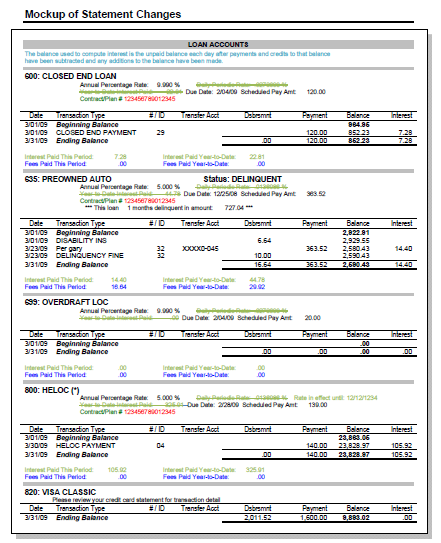 Mockup of Statement Changes
LOAN ACCOUNTS
The balance used to compute interest is the unpaid balance each day after payments and credits to that balance
have been subtracted and any additions to the balance have been made.
600: CLOSED END LOAN
Annual Percentage Rate: 9.990 % Daily Periodic Rate
Year-to-Date Interest Paid Due Date: 2/04/09 Scheduled Pay Amt: 120.00
Contract/Plan # 123456789012345
Date Transaction Type # / ID Transfer Acct Dsbrsmnt Payment Balance Interest
3/01/09 Beginning Balance 964.95
3/01/09 CLOSED END PAYMENT 29 120.00 852.23 7.28
3/31/09 Ending Balance .00 120.00 852.23 7.28
Interest Paid This Period: 7.28 Interest Paid Year-to-Date: 22.81
Fees Paid This Period: .00 Fees Paid Year-to-Date: .00
635: PREOWNED AUTO Status: DELINQUENT
Annual Percentage Rate: 5.000 % Daily Periodic Rate
Year-to-Date Interest Paid 44.76 Due Date: 12/25/08 Scheduled Pay Amt: 363.52
Contract/Plan # 123456789012345
*** This loan 1 months delinquent in amount: 727.04 ***
Date Transaction Type # / ID Transfer Acct Dsbrsmnt Payment Balance Interest
3/01/09 Beginning Balance 2,922.91
3/01/09 DISABILITY INS 6.64 2,929.55
3/23/09 Per gary 32 XXXX0-045 363.52 2,580.43 14.40
3/23/09 DELINQUENCY FINE 32 10.00 2,590.43
3/31/09 Ending Balance 16.64 363.52 2,590.43 14.40
Interest Paid This Period: 14.40 Interest Paid Year-to-Date: 44.76
Fees Paid This Period: 16.64 Fees Paid Year-to-Date: 29.92
699: OVERDRAFT LOC
Annual Percentage Rate: 9.990 % Daily Periodic Rate
Year-to-Date Interest Paid .00 Due Date: 2/04/09 Scheduled Pay Amt: 20.00
Date Transaction Type # / ID Transfer Acct Dsbrsmnt Payment Balance Interest
3/01/09 Beginning Balance .00
3/31/09 Ending Balance .00 .00 .00 .00
Interest Paid This Period: .00 Interest Paid Year-to-Date: .00
Fees Paid This Period: .00 Fees Paid Year-to-Date: .00
800: HELOC (*)
Annual Percentage Rate: 5.000 % Daily Periodic Rate Rate in effect until: 12/12/1234
Year-to-Date Interest Paid 325.91 Due Date: 2/28/09 Scheduled Pay Amt: 139.00
Contract/Plan # 123456789012345
Date Transaction Type # / ID Transfer Acct Dsbrsmnt Payment Balance Interest
3/01/09 Beginning Balance 23,863.05
3/30/09 HELOC PAYMENT 04 140.00 23,828.97 105.92
3/31/09 Ending Balance .00 140.00 23,828.97 105.92
Interest Paid This Period: 105.92 Interest Paid Year-to-Date: 325.91
Fees Paid This Period: .00 Fees Paid Year-to-Date: .00
820: VISA CLASSIC
Please review your credit card statement for transaction detail
Date Transaction Type # / ID Transfer Acct Dsbrsmnt Payment Balance Interest
3/31/09 Ending Balance 2,011.52 1,600.00 9,893.02 .00